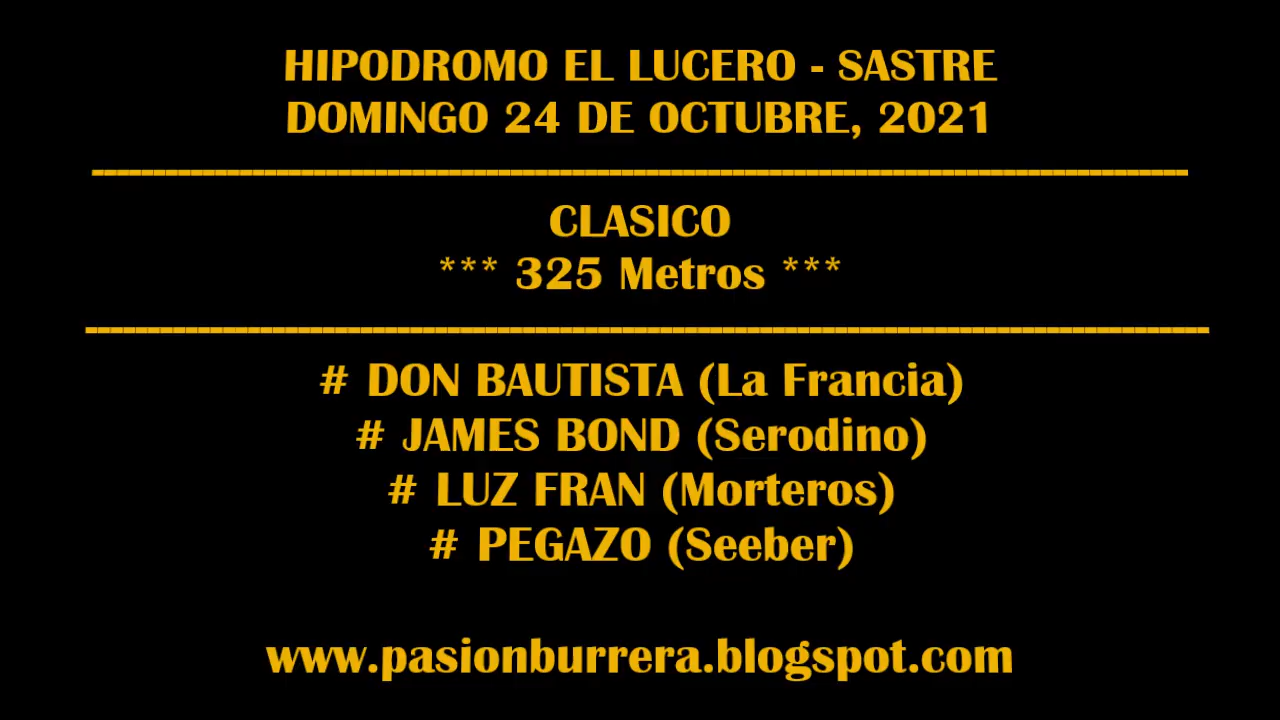 HIPODROMO EL LUCERO - SASTRE
DOMINGO 24 DE OCTUBRE, 2021
CLASICO
*** 325 Metros ***
# DON BAUTISTA (La Francia)
# JAMES BOND (Serodino)
# LUZ FRAN (Morteros)
# PEGAZO (Seeber)
www.pasionburrera.blogspot.com